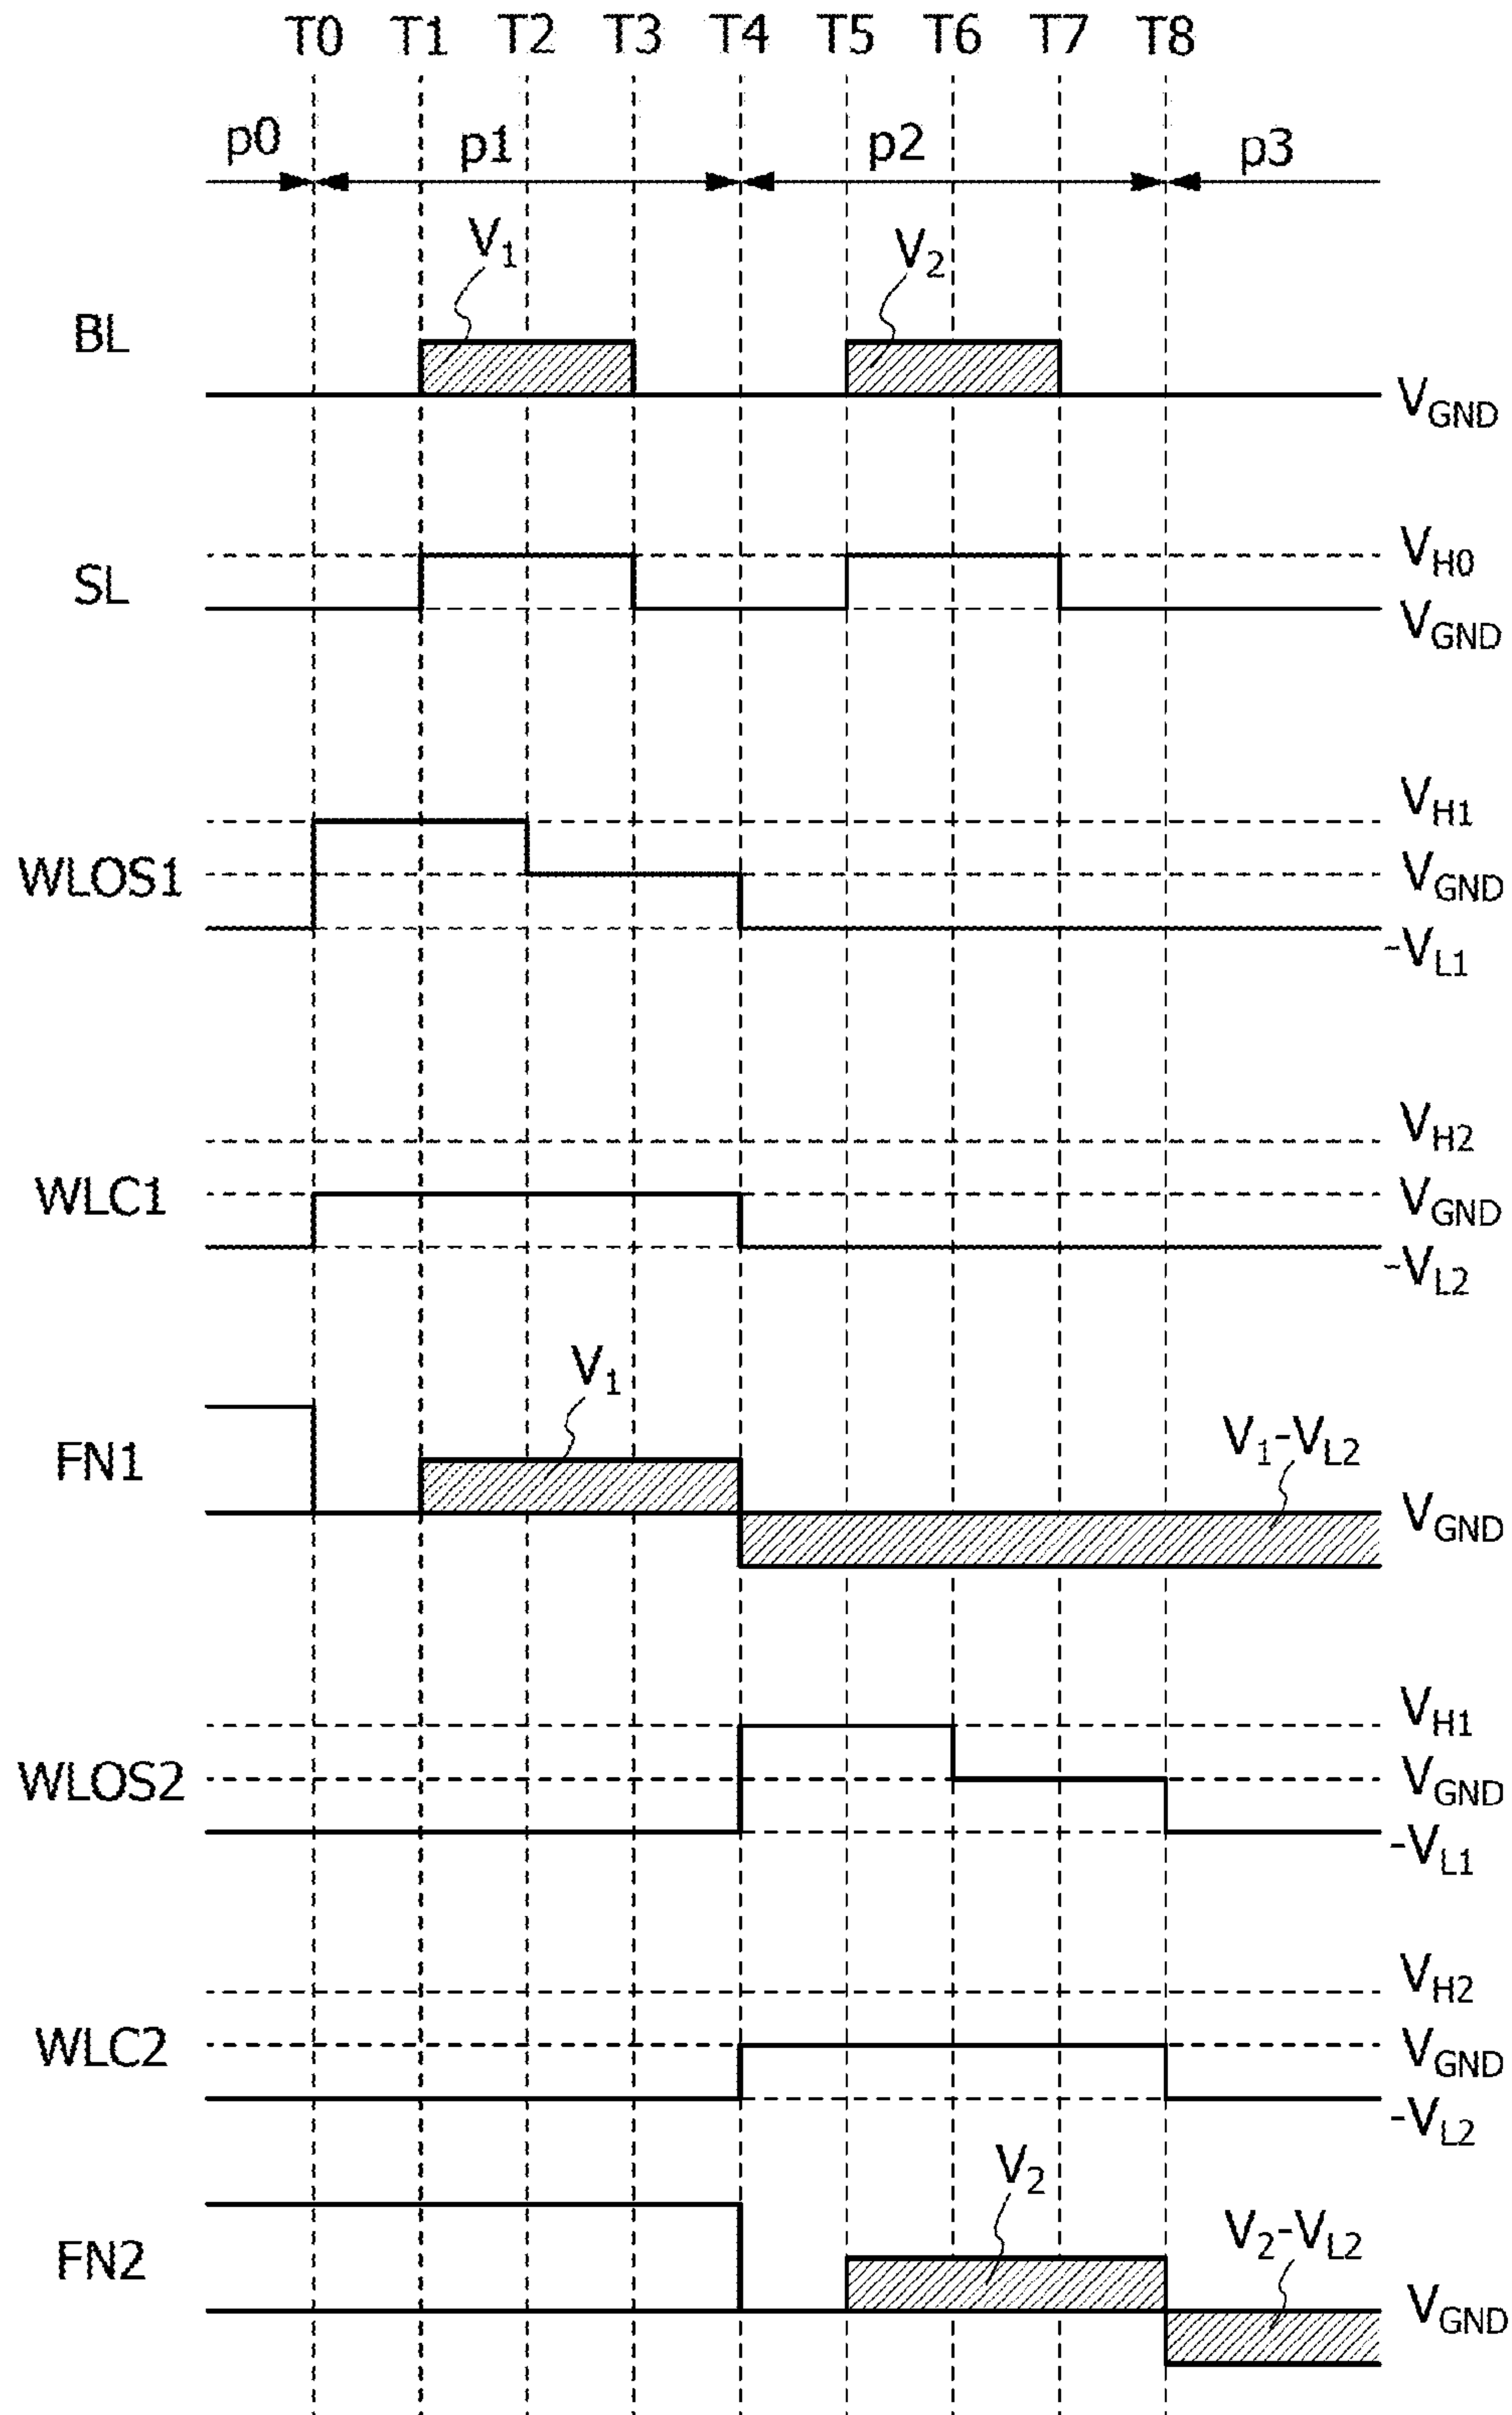 T0 T1 T2 T3 T4 T5 T6 T7 T8
p0 p1 p2 p3
V1 V2
BL
VGND
SL
VH0
VGND
WLOS1
VH1
VGND
-VL1
WLC1
VH2
VGND
-VL2
V1
FN1
V1-VL2
VGND
WLOS2
VH1
VGND
-VL1
WLC2
VH2
VGND
-VL2
V2
FN2
V2-VL2
VGND